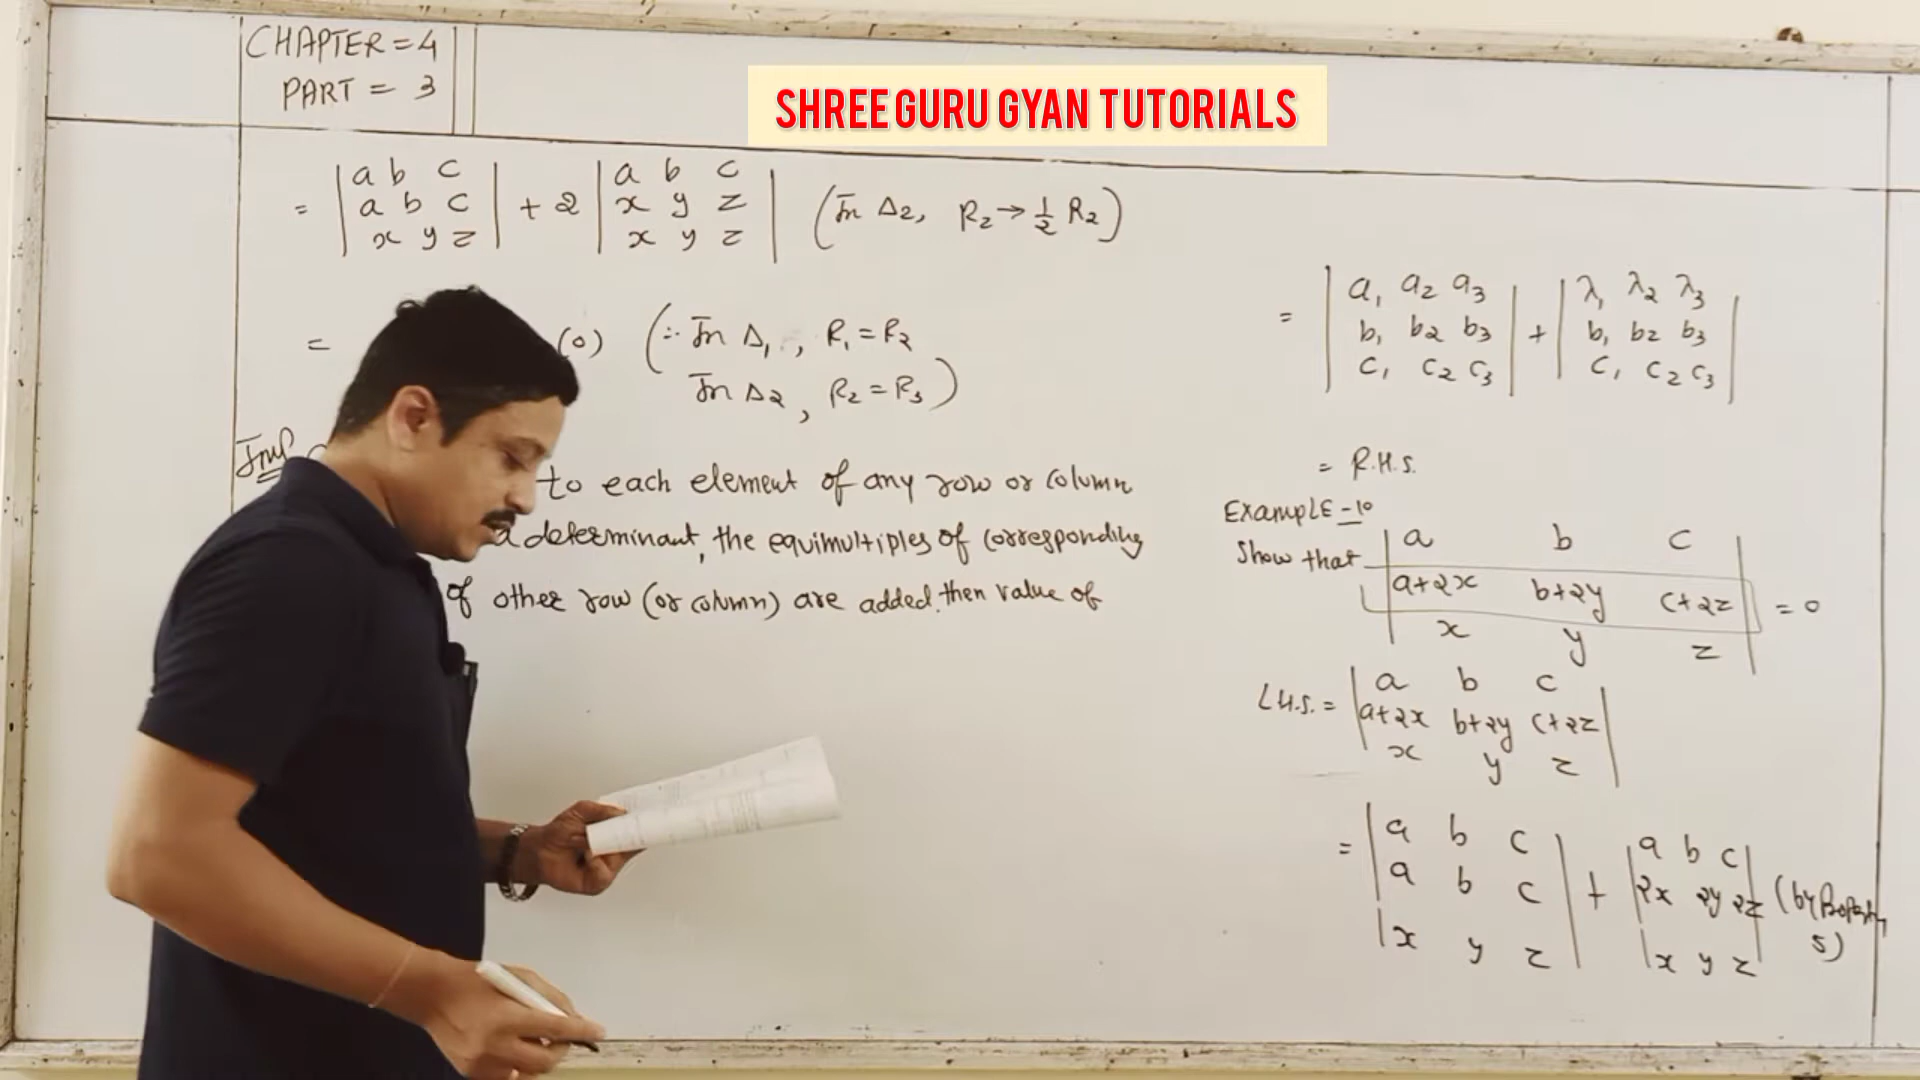 CHAPTER = 4
PART = 3
SHREE GURU GYAN TUTORIALS
= | a b c | + 2 | a b c | (In Δ2, R2 → 1/2 R2)
| a b c | | x y z |
| x y z | | x y z |
= (0) (∵ In Δ1, R1 = R2
In Δ2, R2 = R3)
Imp
to each element of any row or column
a determinant, the equimultiples of corresponding
of other row (or column) are added, then value of
= | a1 a2 a3 | + | λ1 λ2 λ3 |
| b1 b2 b3 | | b1 b2 b3 |
| c1 c2 c3 | | c1 c2 c3 |
= R.H.S.
ExamplE-10
Show that | a b c |
| a+2x b+2y c+2z | = 0
| x y z |
L.H.S. = | a b c |
| a+2x b+2y c+2z |
| x y z |
= | a b c | + | a b c |
| a b c | | 2x 2y 2z | (by Property
| x y z | | x y z | 5)